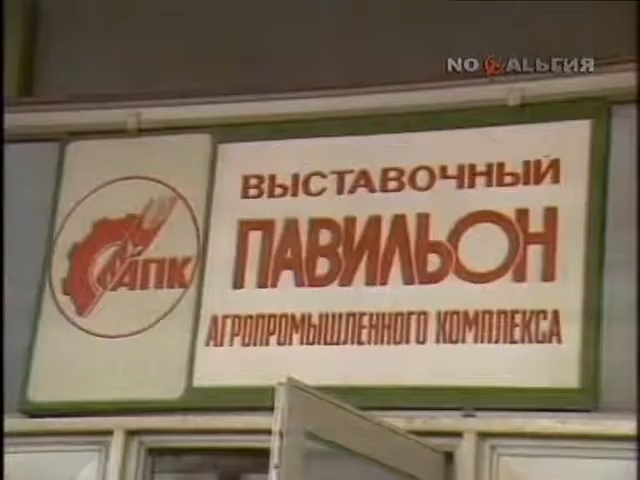 NOСТАЛЬГИЯ
ВЫСТАВОЧНЫЙ
ПАВИЛЬОН
АГРОПРОМЫШЛЕННОГО КОМПЛЕКСА
АПК